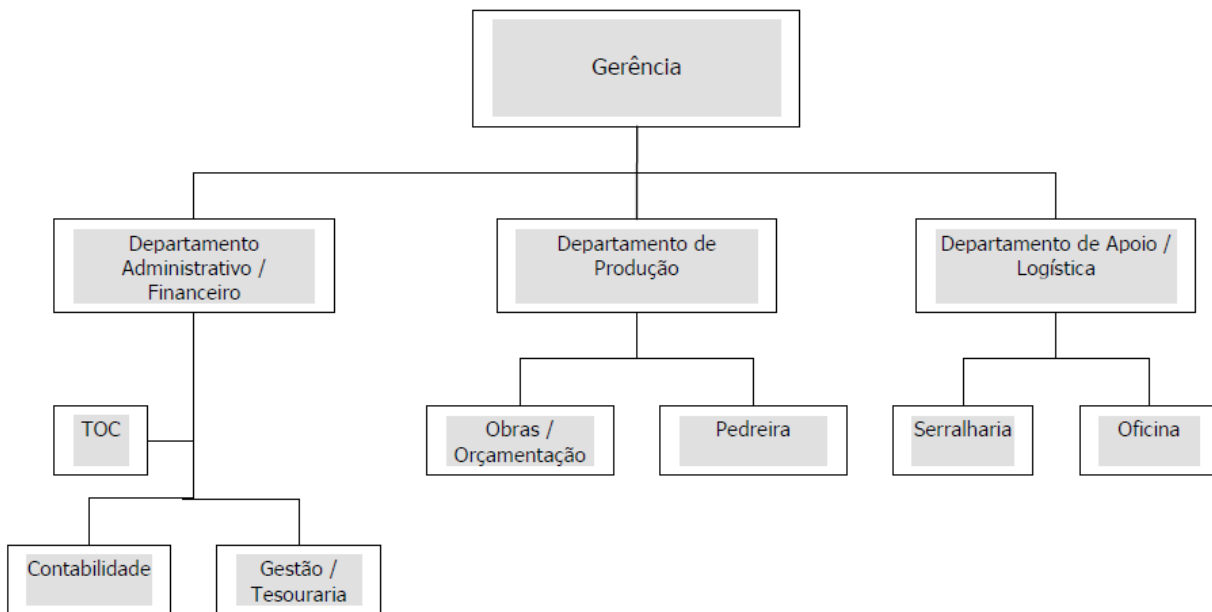 Gerência
Departamento
Administrativo /
Financeiro
Departamento de
Produção
Departamento de Apoio /
Logística
TOC
Obras /
Orçamentação
Pedreira
Serralharia
Oficina
Contabilidade
Gestão /
Tesouraria